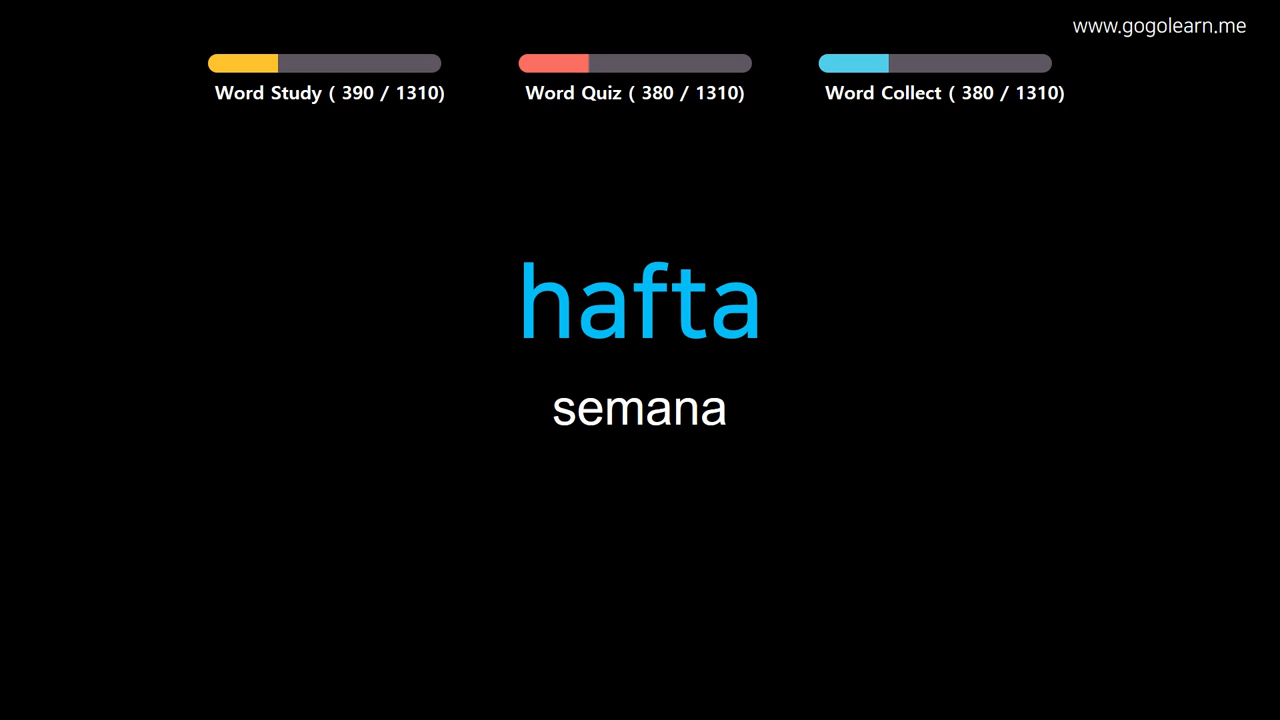 www.gogolearn.me
Word Study ( 390 / 1310)
Word Quiz ( 380 / 1310)
Word Collect ( 380 / 1310)
hafta
semana